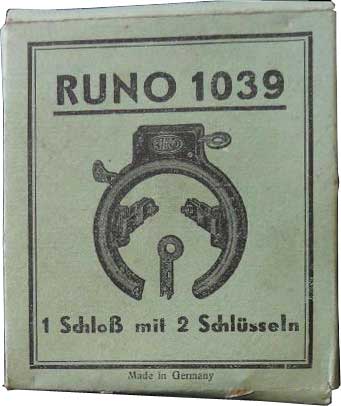 RUNO 1039
1 Schloß mit 2 Schlüsseln
Made in Germany